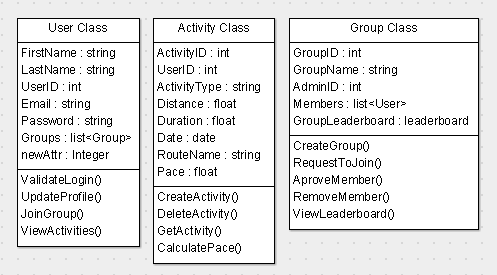 User Class
FirstName : string
LastName : string
UserID : int
Email : string
Password : string
Groups : list<Group>
newAttr : Integer
ValidateLogin()
UpdateProfile()
JoinGroup()
ViewActivities()
Activity Class
ActivityID : int
UserID : int
ActivityType : string
Distance : float
Duration : float
Date : date
RouteName : string
Pace : float
CreateActivity()
DeleteActivity()
GetActivity()
CalculatePace()
Group Class
GroupID : int
GroupName : string
AdminID : int
Members : list<User>
GroupLeaderboard : leaderboard
CreateGroup()
RequestToJoin()
AproveMember()
RemoveMember()
ViewLeaderboard()